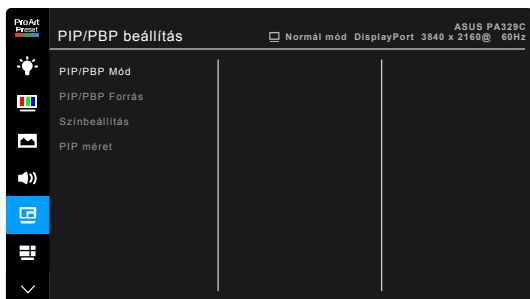 ProArt
Preset
PIP/PBP beállítás
ASUS PA329C
Normál mód DisplayPort 3840 x 2160@ 60Hz
PIP/PBP Mód
PIP/PBP Forrás
Színbeállítás
PIP méret